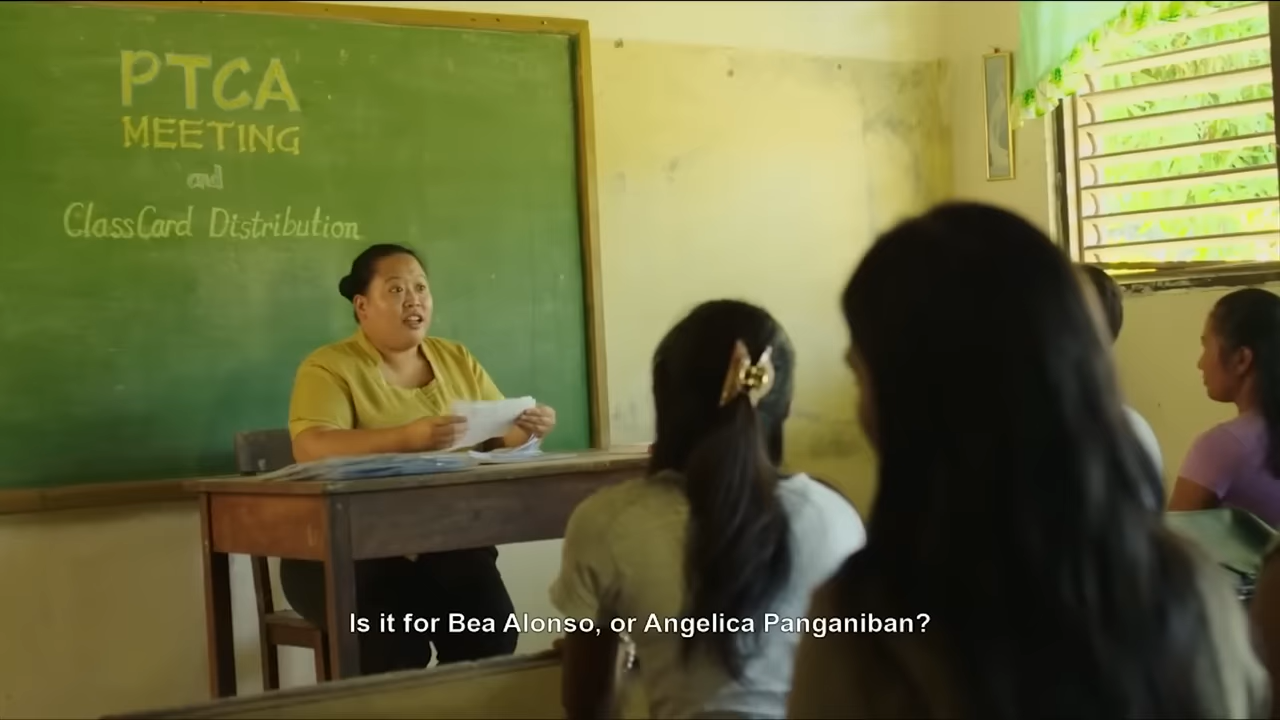 PTCA
MEETING
and
ClassCard Distribution
Is it for Bea Alonso, or Angelica Panganiban?